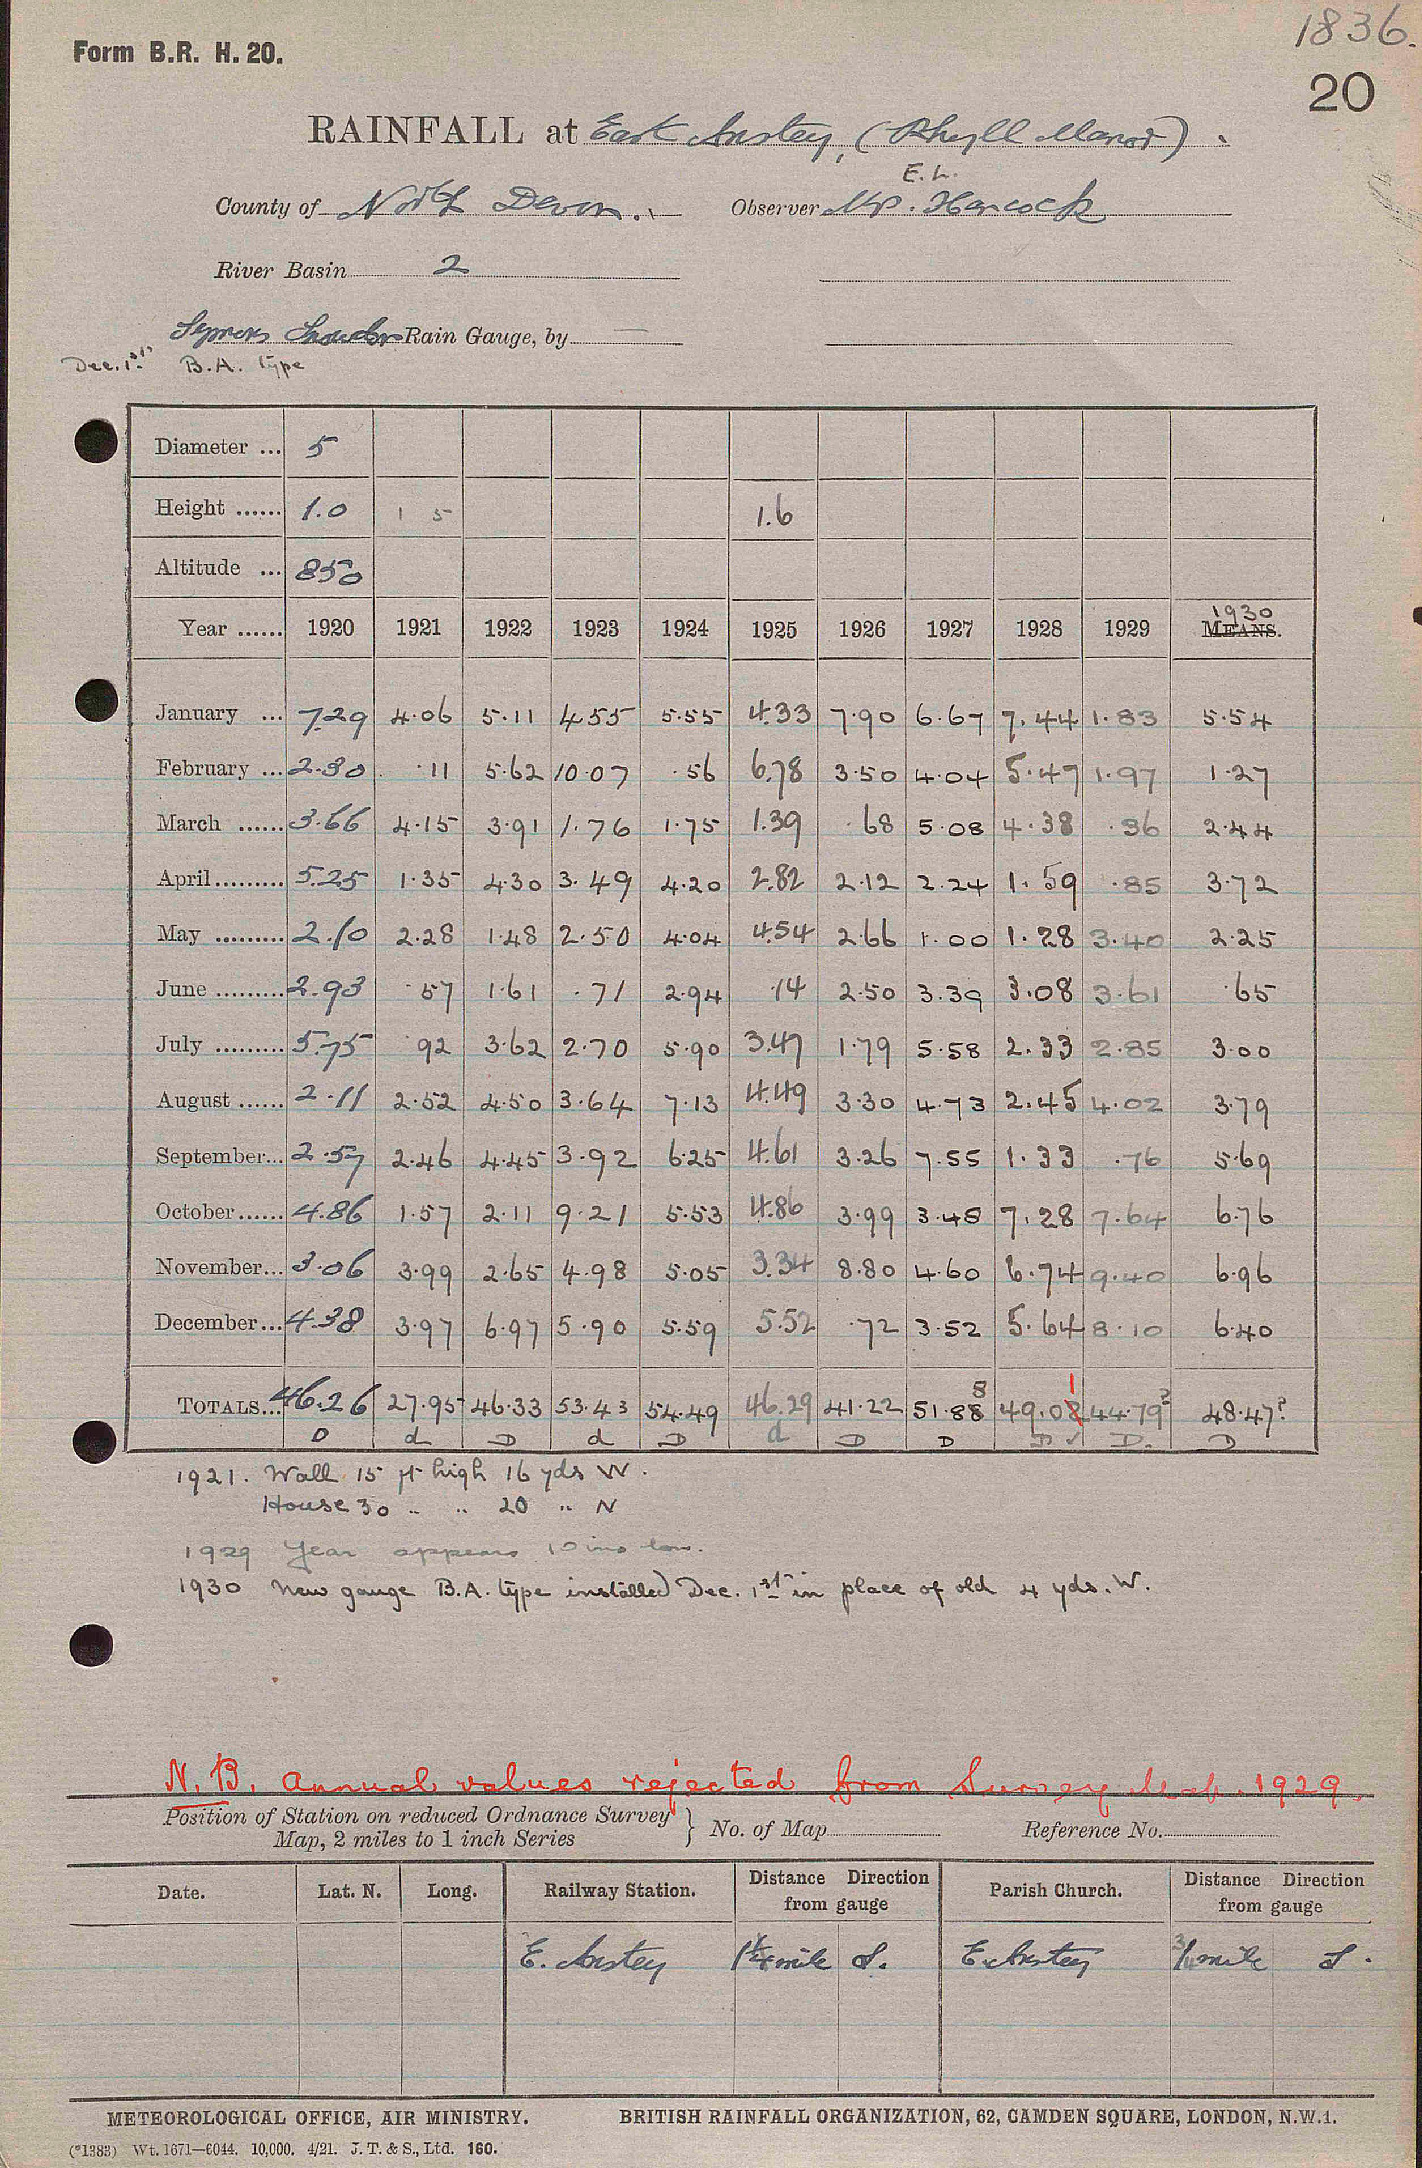 1836.
Form B.R. H. 20.
20
RAINFALL at East Anstey, (Rhyll Manor).
E. L.
County of North Devon. Observer Mr. Hancock
River Basin 2
Symons Snowdon Rain Gauge, by —
Dec. 1st B.A. type
Diameter ... 5
Height ...... 1.0 1 5 1.6
Altitude ... 850
1930
Year ...... 1920 1921 1922 1923 1924 1925 1926 1927 1928 1929 MEANS.
January ... 7.29 4.06 5.11 4.55 5.55 4.33 7.90 6.67 7.44 1.83 5.54
February ... 2.30 .11 5.62 10.07 .56 6.78 3.50 4.04 5.47 1.97 1.27
March ...... 3.66 4.15 3.91 1.76 1.75 1.39 .68 5.08 4.38 .36 2.44
April......... 5.25 1.35 4.30 3.49 4.20 2.82 2.12 2.24 1.59 .85 3.72
May ......... 2.10 2.28 1.48 2.50 4.04 4.54 2.66 1.00 1.28 3.40 2.25
June ......... 2.93 .57 1.61 .71 2.94 .14 2.50 3.39 3.08 3.61 .65
July ......... 5.75 .92 3.62 2.70 5.90 3.47 1.79 5.58 2.33 2.85 3.00
August ...... 2.11 2.52 4.50 3.64 7.13 4.49 3.30 4.73 2.45 4.02 3.79
September... 2.57 2.46 4.45 3.92 6.25 4.61 3.26 7.55 1.33 .76 5.69
October...... 4.86 1.57 2.11 9.21 5.53 4.86 3.99 3.48 7.28 7.64 6.76
November... 3.06 3.99 2.65 4.98 5.05 3.34 8.80 4.60 6.74 9.40 6.96
December... 4.38 3.97 6.97 5.90 5.59 5.52 .72 3.52 5.64 8.10 6.40
8 1
TOTALS... 46.26 27.95 46.33 53.43 54.49 46.29 41.22 51.88 49.02 44.79? 48.47?
D d D d D d D D D ✓ D. D
1921. Wall 15 ft high 16 yds W.
House 30 " " 20 " N
1929 Year appears 10 ins low.
1930 New gauge B.A. type installed Dec. 1st in place of old 4 yds. W.
N.B. Annual values rejected from Survey Map. 1929.
Position of Station on reduced Ordnance Survey } No. of Map Reference No.
Map, 2 miles to 1 inch Series
Date. Lat. N. Long. Railway Station. Distance Direction from gauge Parish Church. Distance Direction from gauge
E. Anstey 1¼ mile S. E. Anstey ¾ mile S.
METEOROLOGICAL OFFICE, AIR MINISTRY. BRITISH RAINFALL ORGANIZATION, 62, CAMDEN SQUARE, LONDON, N.W.1.
(*1383) Wt. 1671—6044. 10,000. 4/21. J. T. & S., Ltd. 160.